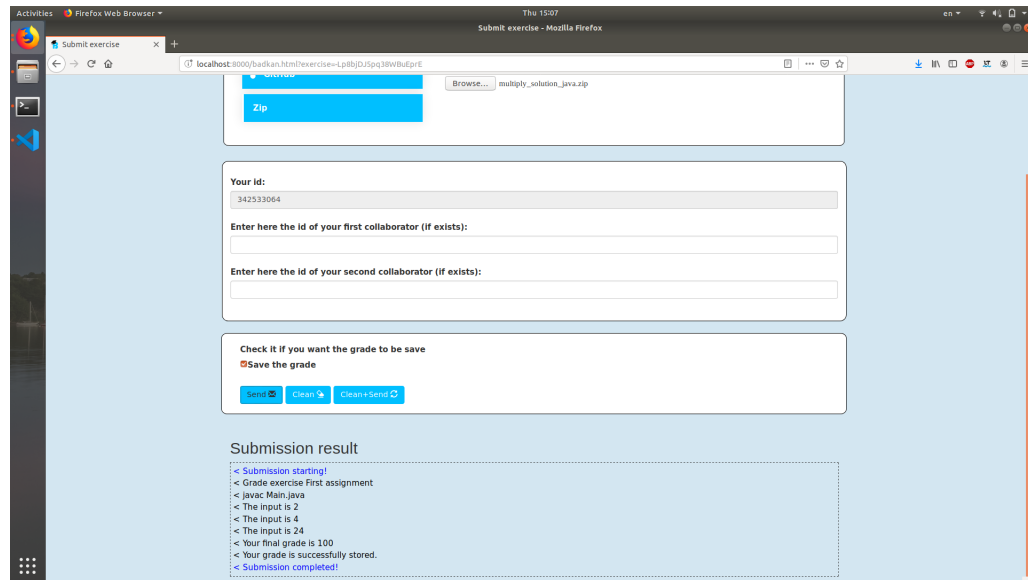 Activities Firefox Web Browser Thu 15:07 en
Submit exercise - Mozilla Firefox
Submit exercise
localhost:8000/badkan.html?exercise=-Lp8bJDJ5pq38WBuEprE
GitHub
Browse... multiply_solution_java.zip
Zip
Your id:
342533064
Enter here the id of your first collaborator (if exists):
Enter here the id of your second collaborator (if exists):
Check it if you want the grade to be save
Save the grade
Send Clean Clean+Send
Submission result
< Submission starting!
< Grade exercise First assignment
< javac Main.java
< The input is 2
< The input is 4
< The input is 24
< Your final grade is 100
< Your grade is successfully stored.
< Submission completed!